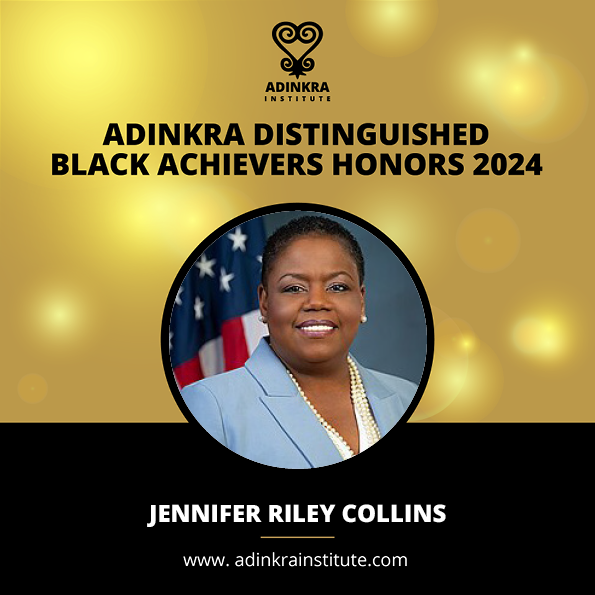 ADINKRA
INSTITUTE
ADINKRA DISTINGUISHED
BLACK ACHIEVERS HONORS 2024
JENNIFER RILEY COLLINS
www. adinkrainstitute.com